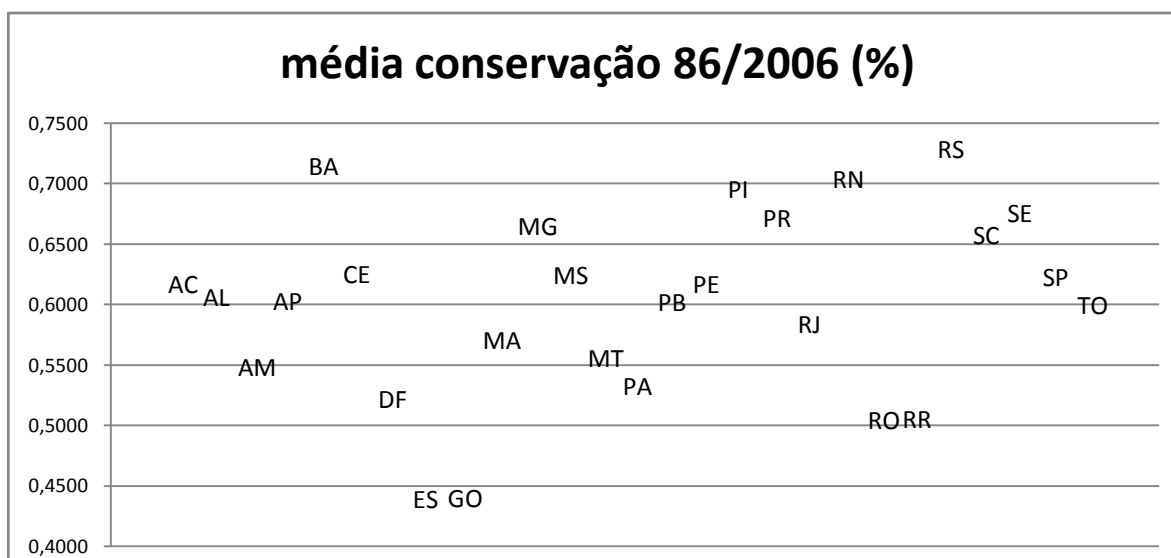 média conservação 86/2006 (%)
0,7500
RS
BA
RN
0,7000
PI
SE
PR
MG
SC
0,6500
CE
MS
SP
AC
PE
AL
AP
PB
TO
0,6000
RJ
MA
MT
0,5500
AM
PA
DF
RO RR
0,5000
ES GO
0,4500
0,4000